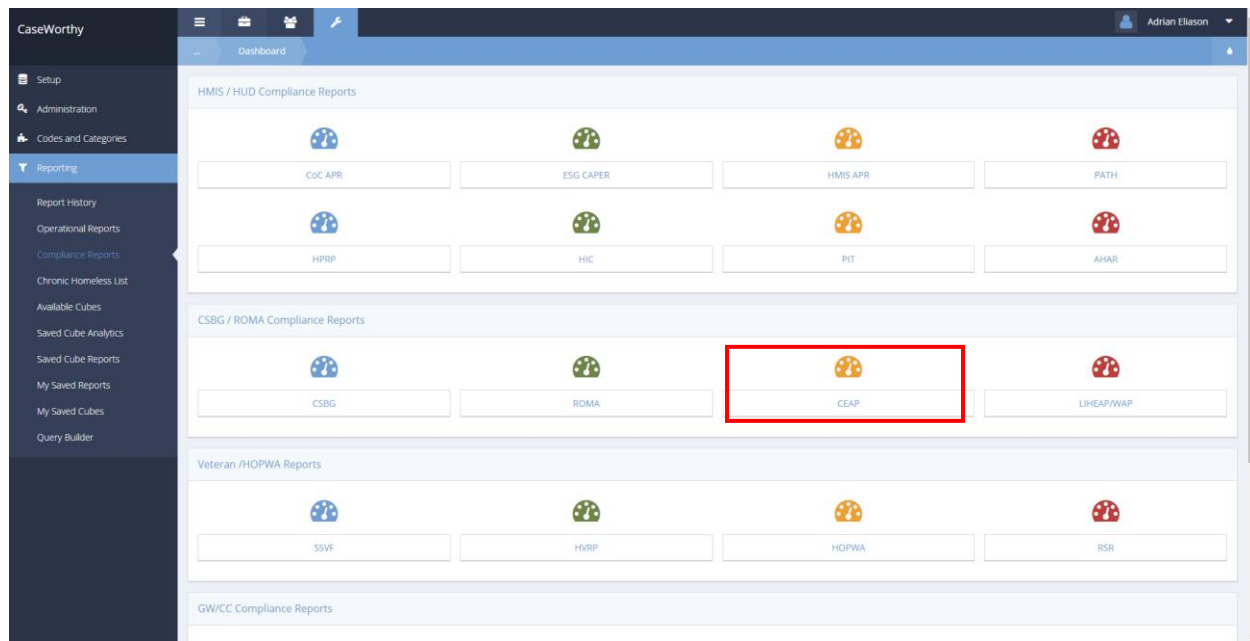 CaseWorthy
Adrian Eliason
... Dashboard
Setup
Administration
Codes and Categories
Reporting
Report History
Operational Reports
Compliance Reports
Chronic Homeless List
Available Cubes
Saved Cube Analytics
Saved Cube Reports
My Saved Reports
My Saved Cubes
Query Builder
HMIS / HUD Compliance Reports
CoC APR ESG CAPER HMIS APR PATH
HPRP HIC PIT AHAR
CSBG / ROMA Compliance Reports
CSBG ROMA CEAP LIHEAP/WAP
Veteran /HOPWA Reports
SSVF HVRP HOPWA RSR
GW/CC Compliance Reports